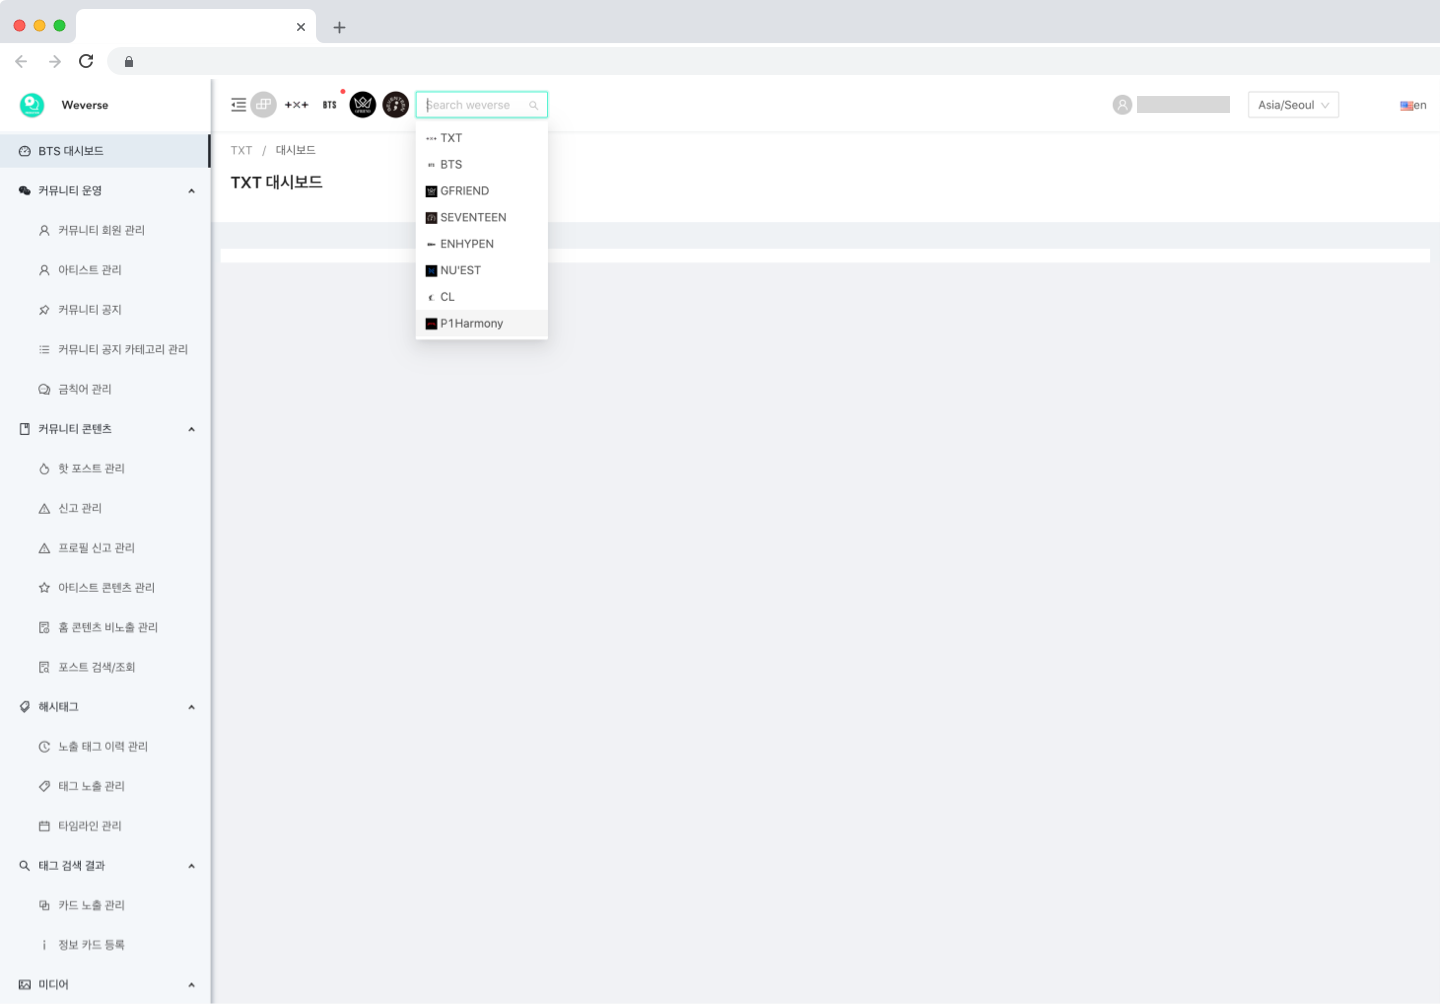 Weverse
BTS
Search weverse
Asia/Seoul
en
BTS 대시보드
커뮤니티 운영
커뮤니티 회원 관리
아티스트 관리
커뮤니티 공지
커뮤니티 공지 카테고리 관리
금칙어 관리
커뮤니티 콘텐츠
핫 포스트 관리
신고 관리
프로필 신고 관리
아티스트 콘텐츠 관리
홈 콘텐츠 비노출 관리
포스트 검색/조회
해시태그
노출 태그 이력 관리
태그 노출 관리
타임라인 관리
태그 검색 결과
카드 노출 관리
정보 카드 등록
미디어
TXT / 대시보드
TXT 대시보드
TXT
BTS
GFRIEND
SEVENTEEN
ENHYPEN
NU'EST
CL
P1Harmony